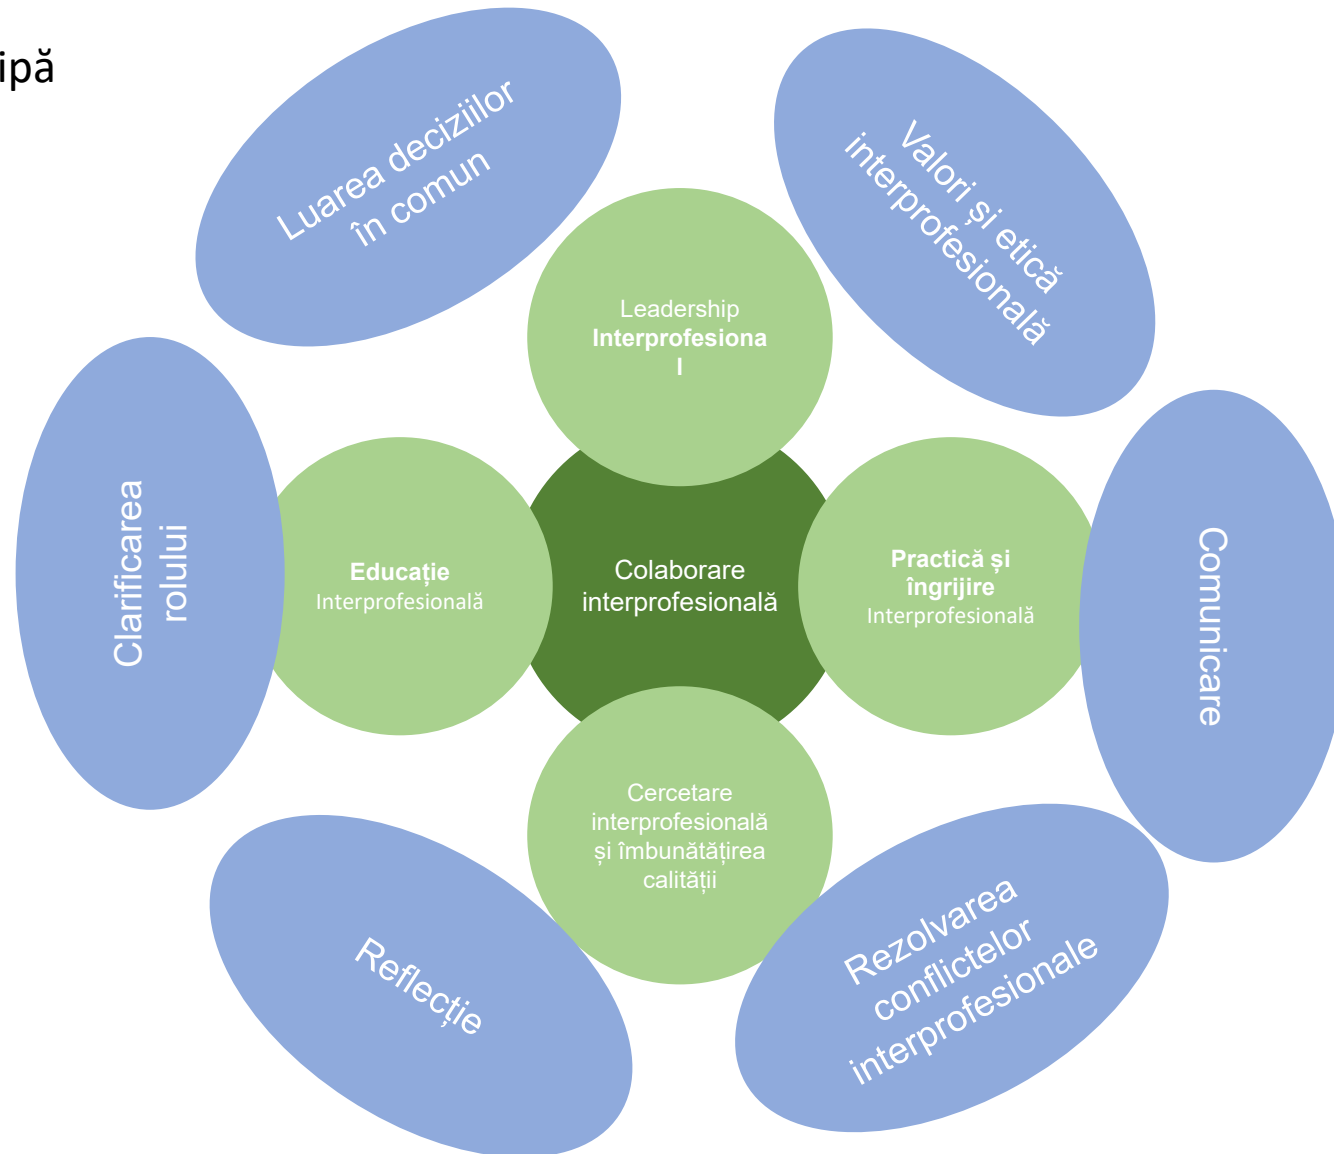 ipă
Luarea deciziilor
în comun
Valori și etică
interprofesională
Leadership
Interprofesiona
l
Clarificarea
rolului
Educație
Interprofesională
Colaborare
interprofesională
Practică și
îngrijire
Interprofesională
Comunicare
Cercetare
interprofesională
și îmbunătățirea
calității
Reflecție
Rezolvarea
conflictelor
interprofesionale